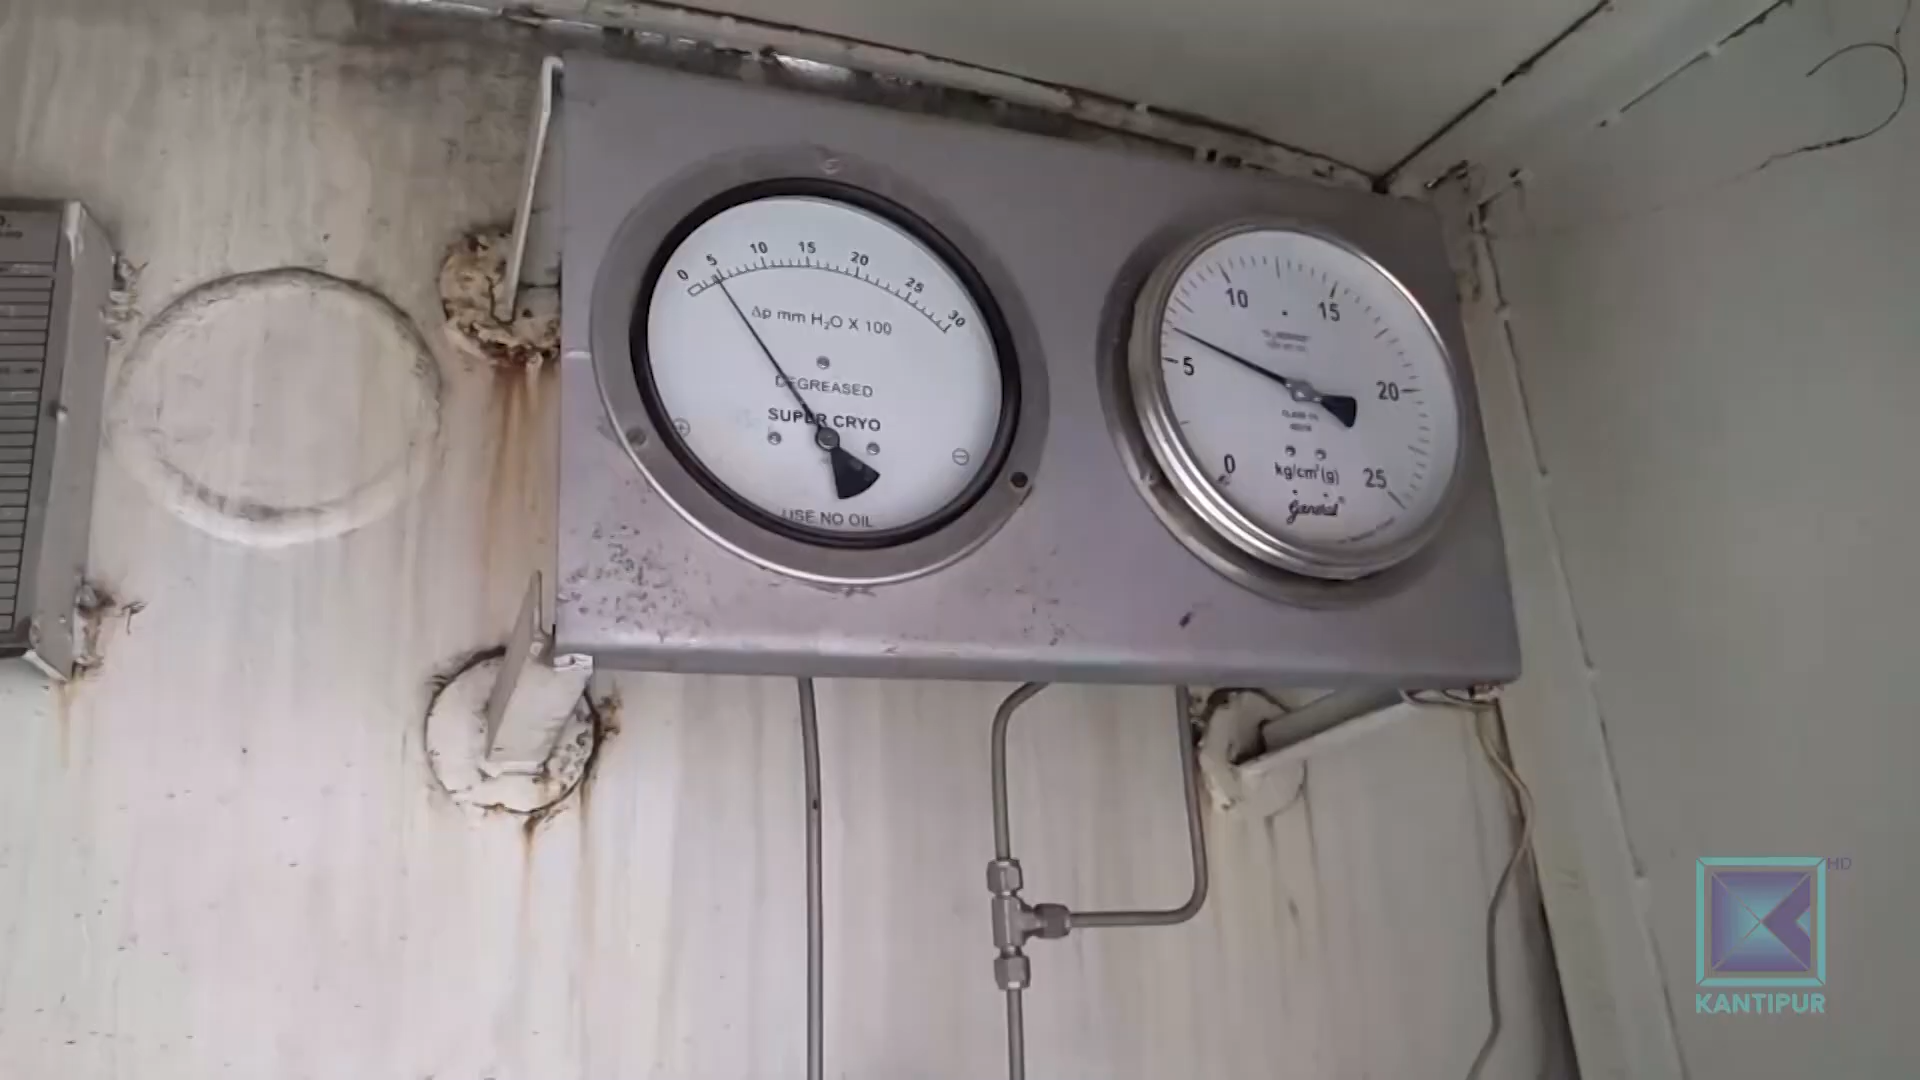 0 5 10 15 20 25 30
Δp mm H₂O X 100
DEGREASED
SUPER CRYO
+ −
USE NO OIL
0 5 10 15 20 25
kg/cm²(g)
General
HD
KANTIPUR